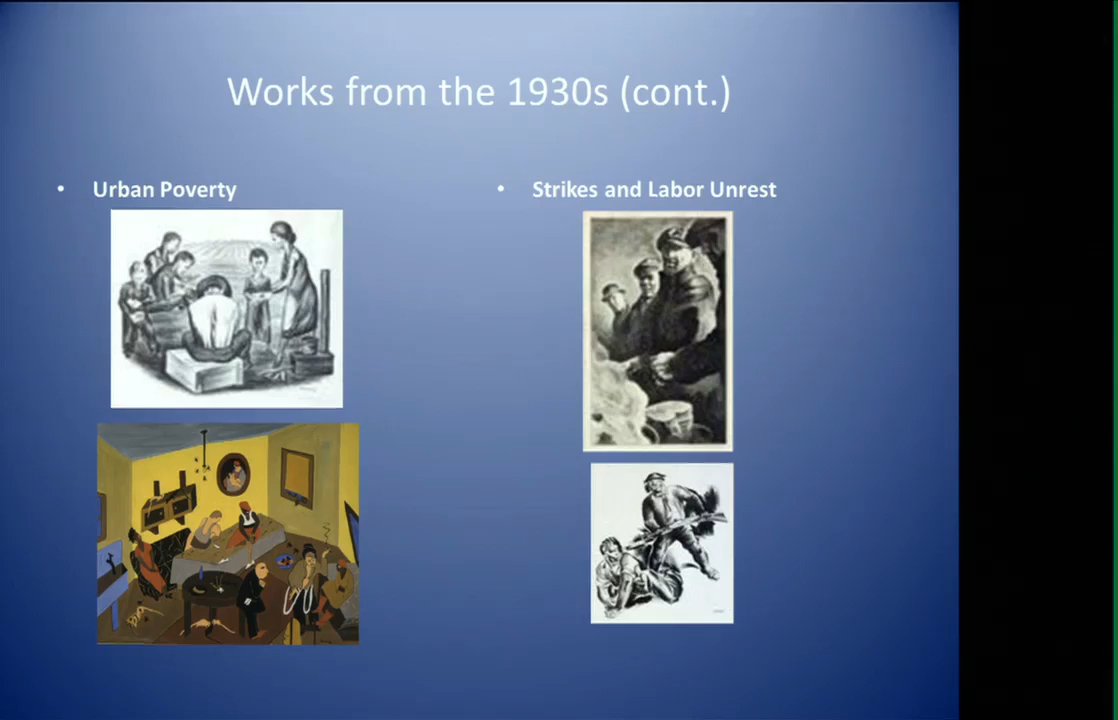 Works from the 1930s (cont.)
• Urban Poverty
• Strikes and Labor Unrest